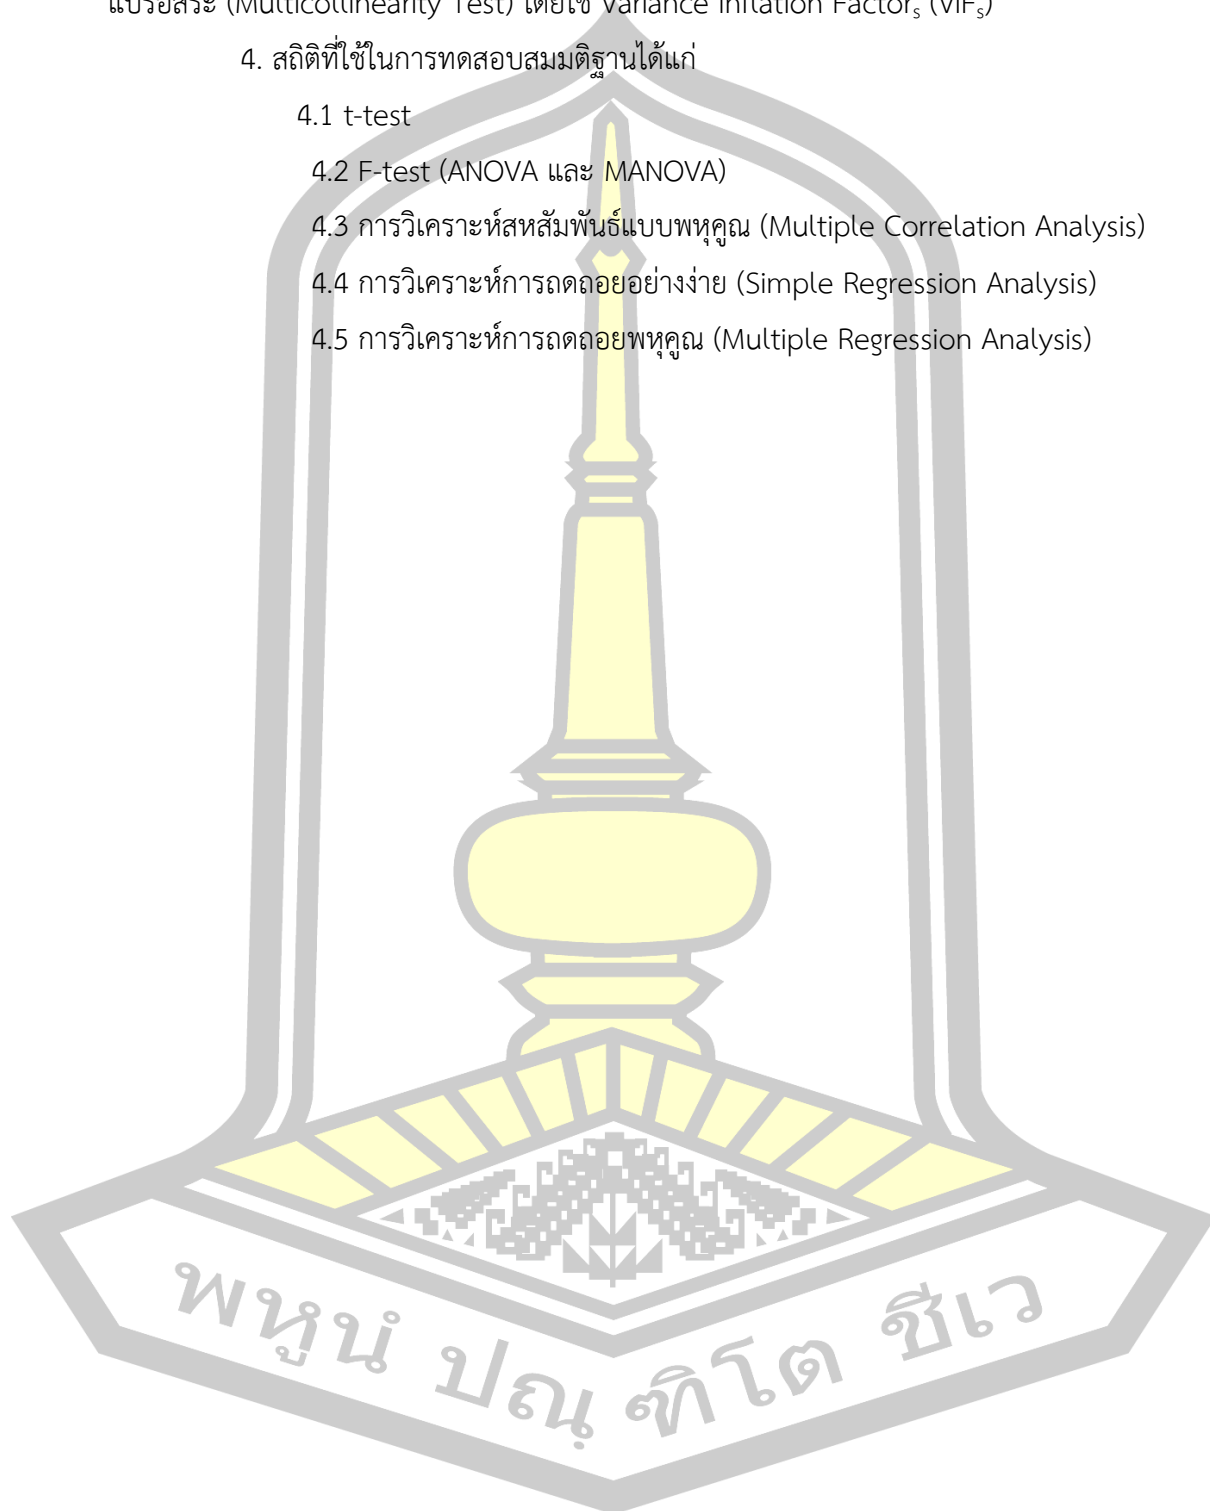 แปรอิสระ (Multicollinearity Test) โดยใช้ Variance Inflation Factorₛ (VIFₛ)
4. สถิติที่ใช้ในการทดสอบสมมติฐานได้แก่
4.1 t-test
4.2 F-test (ANOVA และ MANOVA)
4.3 การวิเคราะห์สหสัมพันธ์แบบพหุคูณ (Multiple Correlation Analysis)
4.4 การวิเคราะห์การถดถอยอย่างง่าย (Simple Regression Analysis)
4.5 การวิเคราะห์การถดถอยพหุคูณ (Multiple Regression Analysis)
พหูนํ ปณฺฑิโต ชีเว